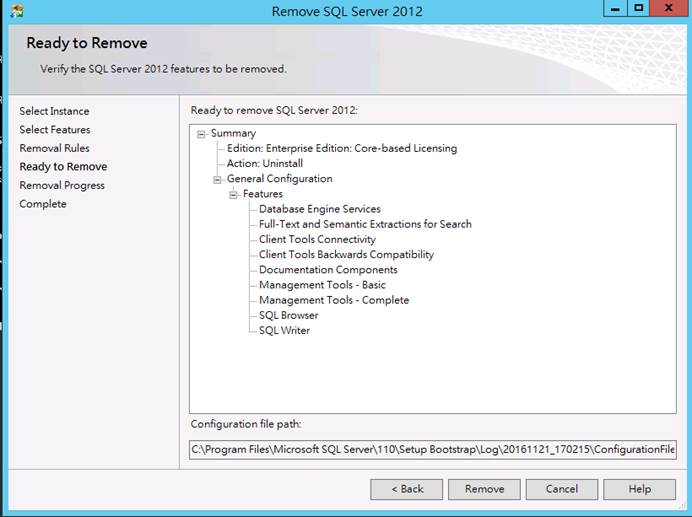 Remove SQL Server 2012
Ready to Remove
Verify the SQL Server 2012 features to be removed.
Select Instance
Select Features
Removal Rules
Ready to Remove
Removal Progress
Complete
Ready to remove SQL Server 2012:
Summary
Edition: Enterprise Edition: Core-based Licensing
Action: Uninstall
General Configuration
Features
Database Engine Services
Full-Text and Semantic Extractions for Search
Client Tools Connectivity
Client Tools Backwards Compatibility
Documentation Components
Management Tools - Basic
Management Tools - Complete
SQL Browser
SQL Writer
Configuration file path:
C:\Program Files\Microsoft SQL Server\110\Setup Bootstrap\Log\20161121_170215\ConfigurationFile
< Back
Remove
Cancel
Help